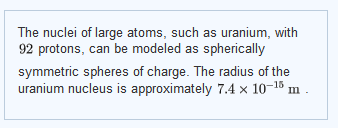 The nuclei of large atoms, such as uranium, with
92 protons, can be modeled as spherically
symmetric spheres of charge. The radius of the
uranium nucleus is approximately 7.4 × 10⁻¹⁵ m .